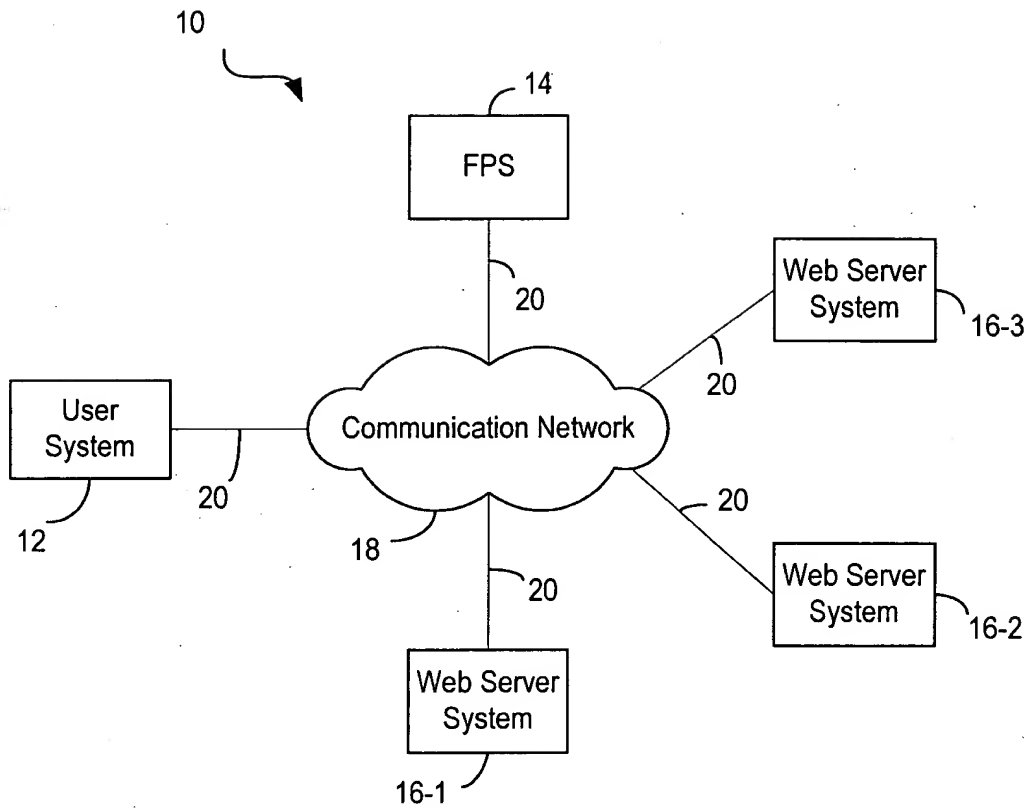 10
14
FPS
20
Web Server
System
16-3
20
User
System
20
12
Communication Network
18
20
Web Server
System
16-2
20
Web Server
System
16-1